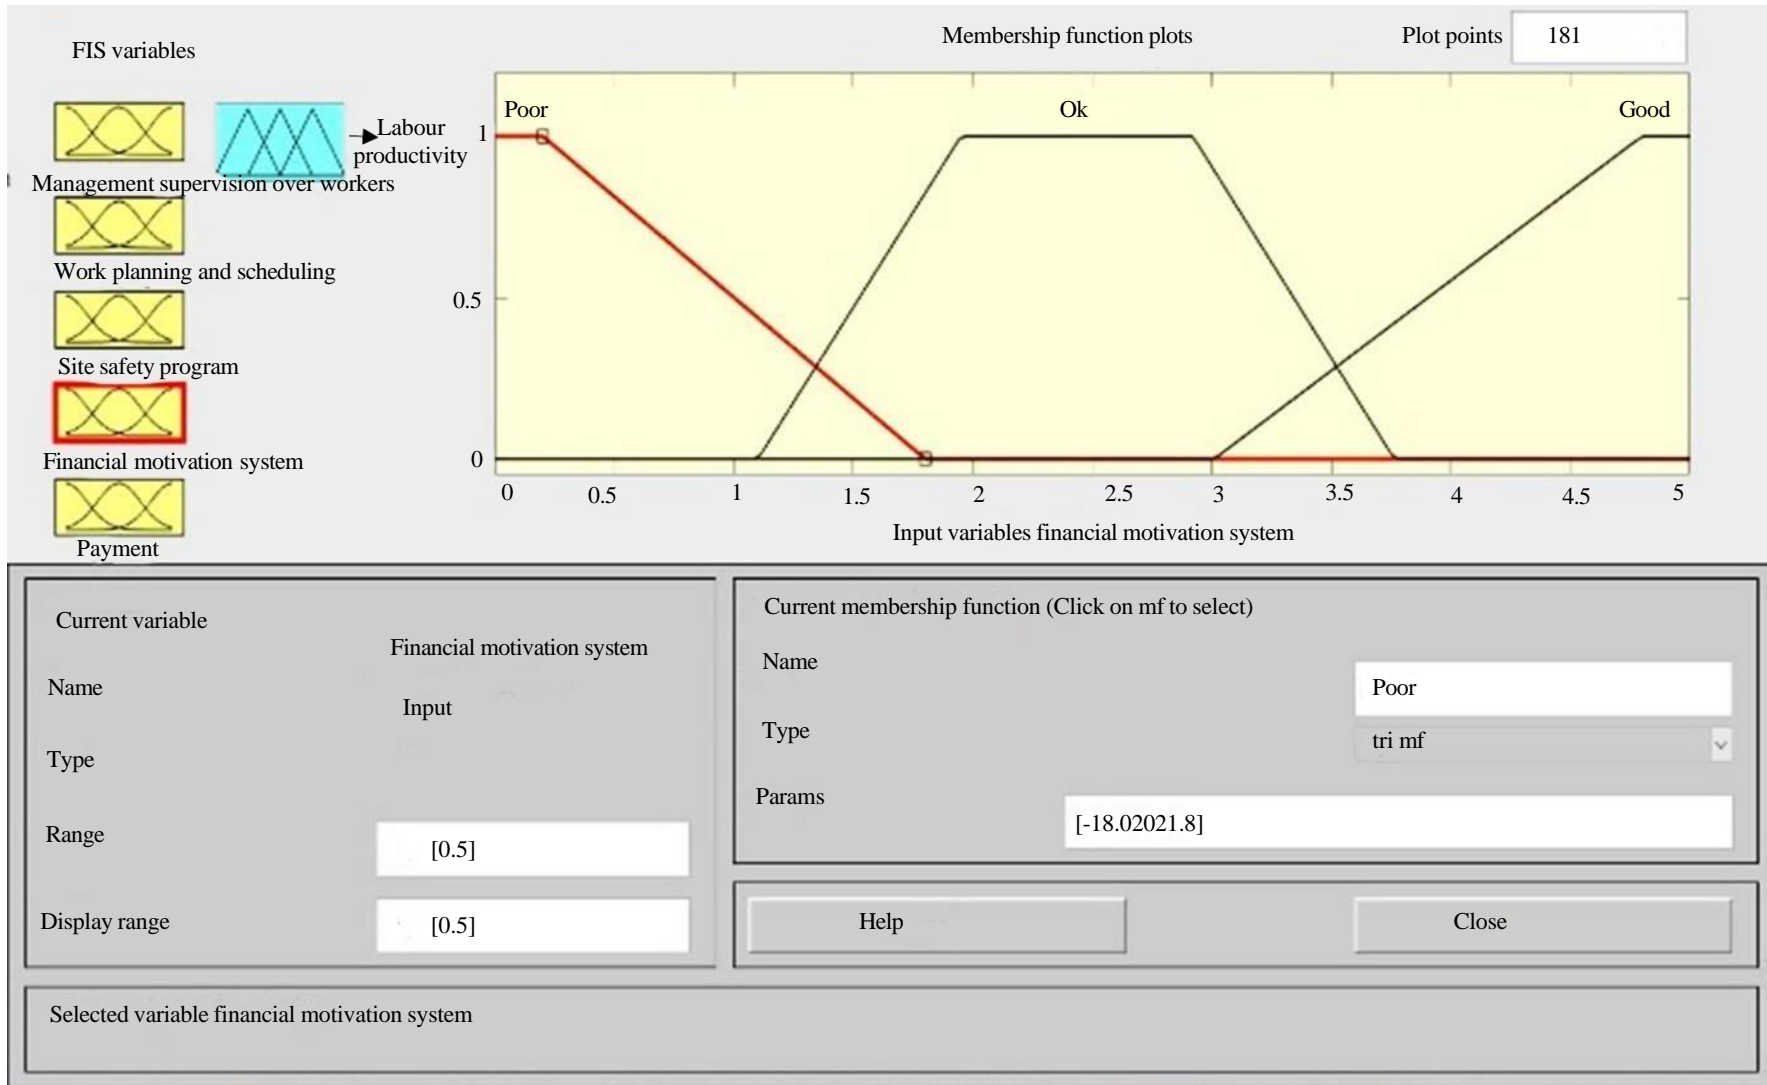 FIS variables
Membership function plots
Plot points
181
Labour
productivity
Management supervision over workers
Work planning and scheduling
Site safety program
Financial motivation system
Payment
Poor
Ok
Good
1
0.5
0
0
0.5
1
1.5
2
2.5
3
3.5
4
4.5
5
Input variables financial motivation system
Current variable
Financial motivation system
Name
Input
Type
Range
[0.5]
Display range
[0.5]
Current membership function (Click on mf to select)
Name
Poor
Type
tri mf
Params
[-18.02021.8]
Help
Close
Selected variable financial motivation system